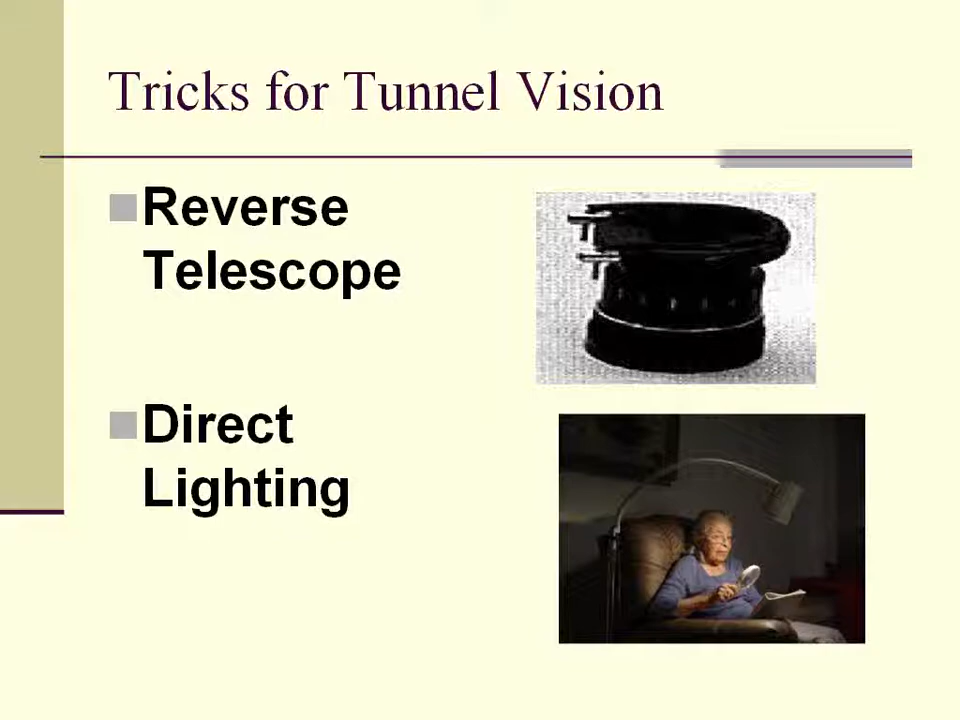 Tricks for Tunnel Vision
Reverse
Telescope
Direct
Lighting